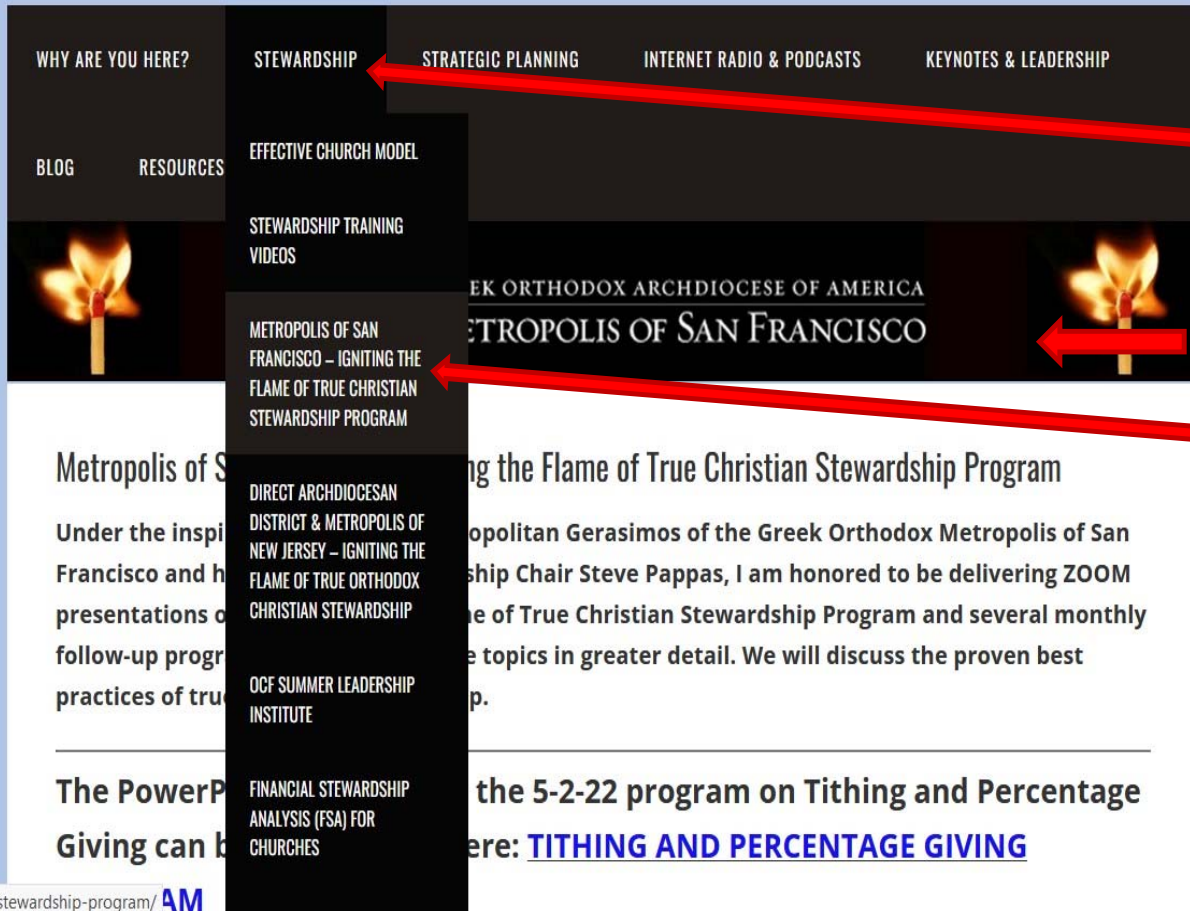 WHY ARE YOU HERE? STEWARDSHIP STRATEGIC PLANNING INTERNET RADIO & PODCASTS KEYNOTES & LEADERSHIP
BLOG RESOURCES
EFFECTIVE CHURCH MODEL
STEWARDSHIP TRAINING
VIDEOS
METROPOLIS OF SAN
FRANCISCO – IGNITING THE
FLAME OF TRUE CHRISTIAN
STEWARDSHIP PROGRAM
DIRECT ARCHDIOCESAN
DISTRICT & METROPOLIS OF
NEW JERSEY – IGNITING THE
FLAME OF TRUE ORTHODOX
CHRISTIAN STEWARDSHIP
OCF SUMMER LEADERSHIP
INSTITUTE
FINANCIAL STEWARDSHIP
ANALYSIS (FSA) FOR
CHURCHES
EK ORTHODOX ARCHDIOCESE OF AMERICA
ETROPOLIS OF SAN FRANCISCO
Metropolis of S ng the Flame of True Christian Stewardship Program
Under the inspi opolitan Gerasimos of the Greek Orthodox Metropolis of San
Francisco and h ship Chair Steve Pappas, I am honored to be delivering ZOOM
presentations o e of True Christian Stewardship Program and several monthly
follow-up progr e topics in greater detail. We will discuss the proven best
practices of tru p.
The PowerP the 5-2-22 program on Tithing and Percentage
Giving can b ere: TITHING AND PERCENTAGE GIVING
stewardship-program/ AM